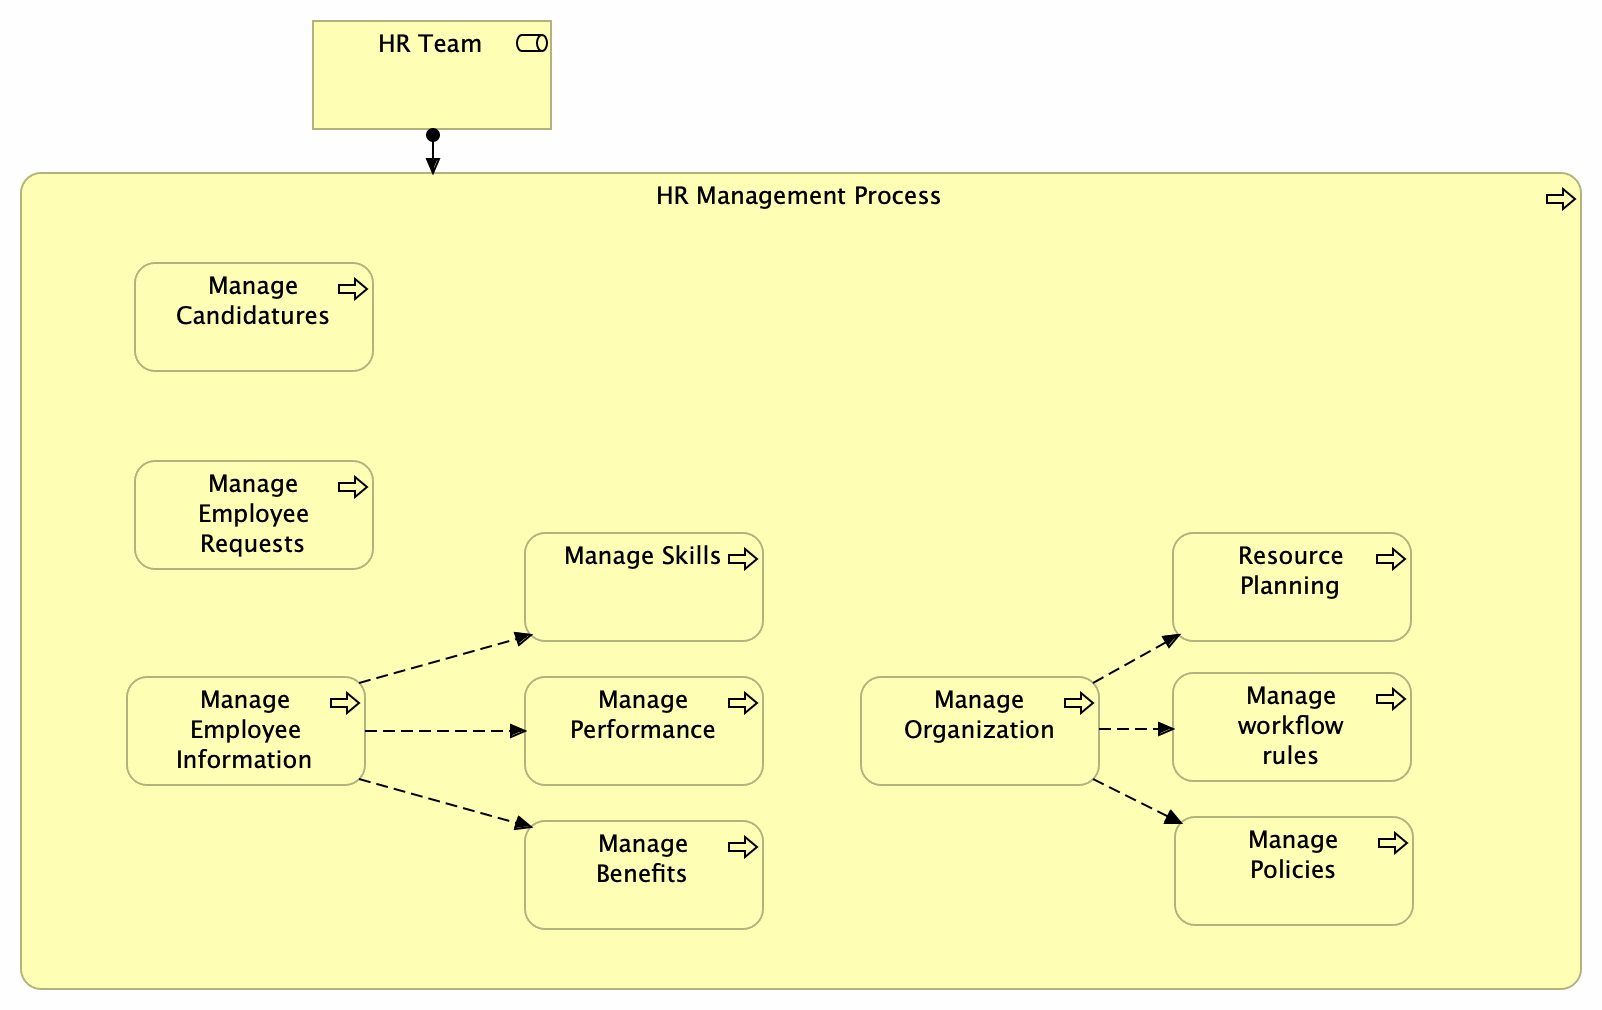 HR Team
HR Management Process
Manage
Candidatures
Manage
Employee
Requests
Manage Skills
Resource
Planning
Manage
Employee
Information
Manage
Performance
Manage
Organization
Manage
workflow
rules
Manage
Benefits
Manage
Policies